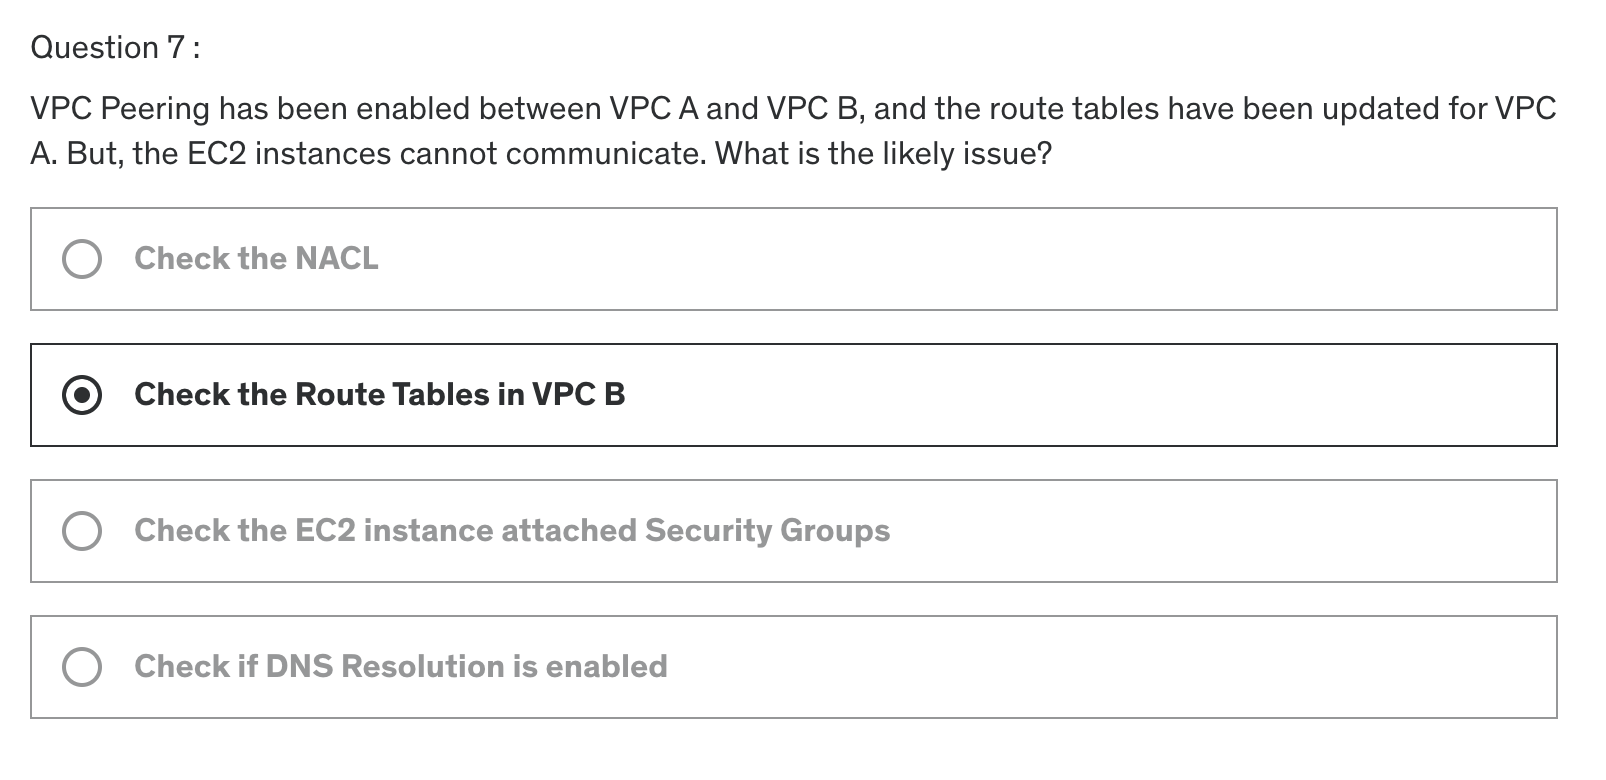 Question 7 :
VPC Peering has been enabled between VPC A and VPC B, and the route tables have been updated for VPC
A. But, the EC2 instances cannot communicate. What is the likely issue?
Check the NACL
Check the Route Tables in VPC B
Check the EC2 instance attached Security Groups
Check if DNS Resolution is enabled